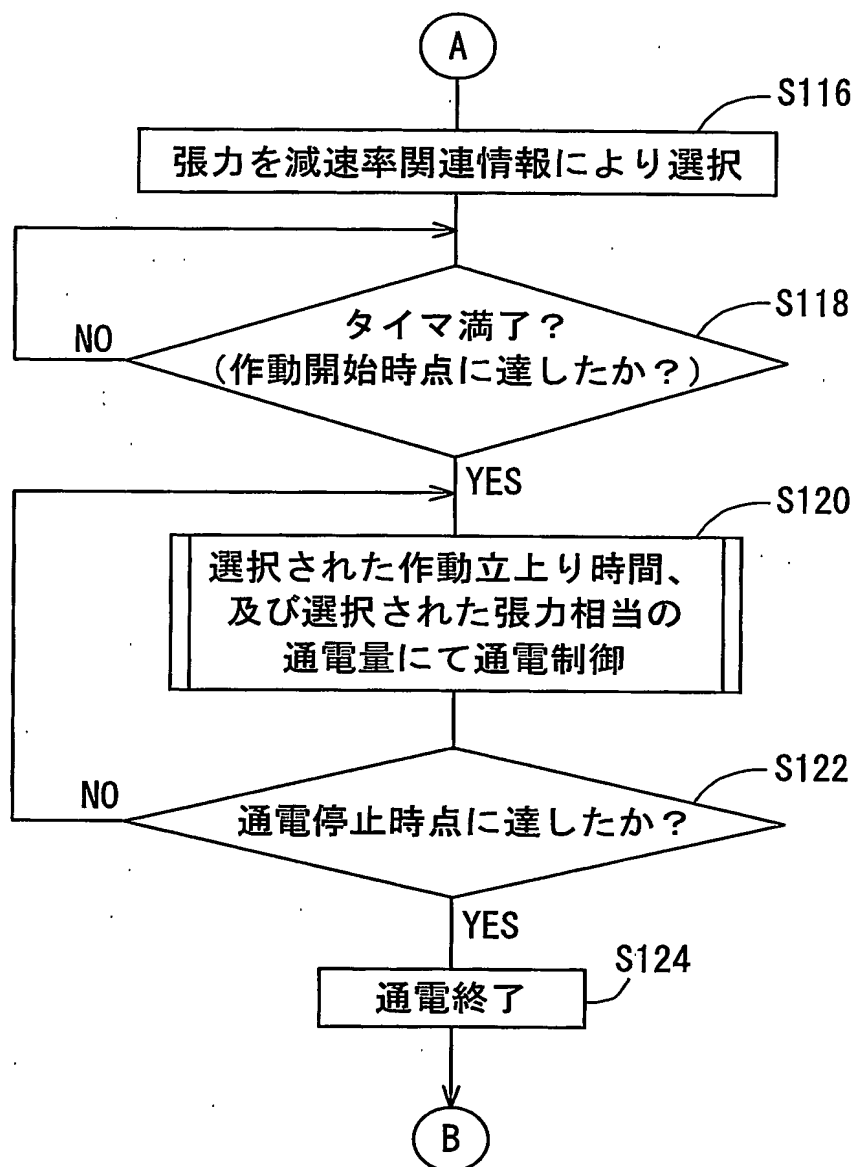 A
S116
張力を減速率関連情報により選択
S118
タイマ満了？
（作動開始時点に達したか？）
NO
YES
S120
選択された作動立上り時間、
及び選択された張力相当の
通電量にて通電制御
S122
通電停止時点に達したか？
NO
YES
S124
通電終了
B